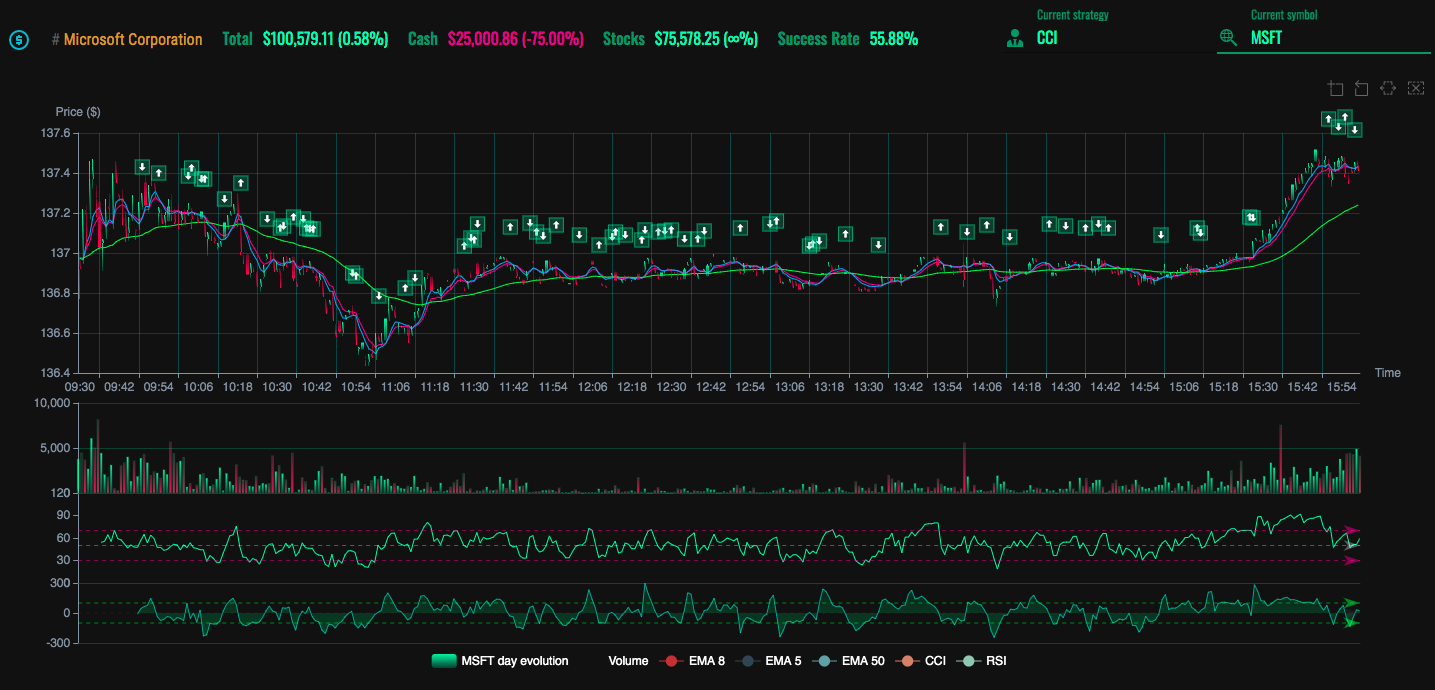 Current strategy Current symbol
$ # Microsoft Corporation Total $100,579.11 (0.58%) Cash $25,000.86 (-75.00%) Stocks $75,578.25 (∞%) Success Rate 55.88% CCI MSFT
Price ($)
137.6
137.4
137.2
137
136.8
136.6
136.4
09:30 09:42 09:54 10:06 10:18 10:30 10:42 10:54 11:06 11:18 11:30 11:42 11:54 12:06 12:18 12:30 12:42 12:54 13:06 13:18 13:30 13:42 13:54 14:06 14:18 14:30 14:42 14:54 15:06 15:18 15:30 15:42 15:54
Time
10,000
5,000
120
90
60
30
300
0
-300
MSFT day evolution Volume EMA 8 EMA 5 EMA 50 CCI RSI